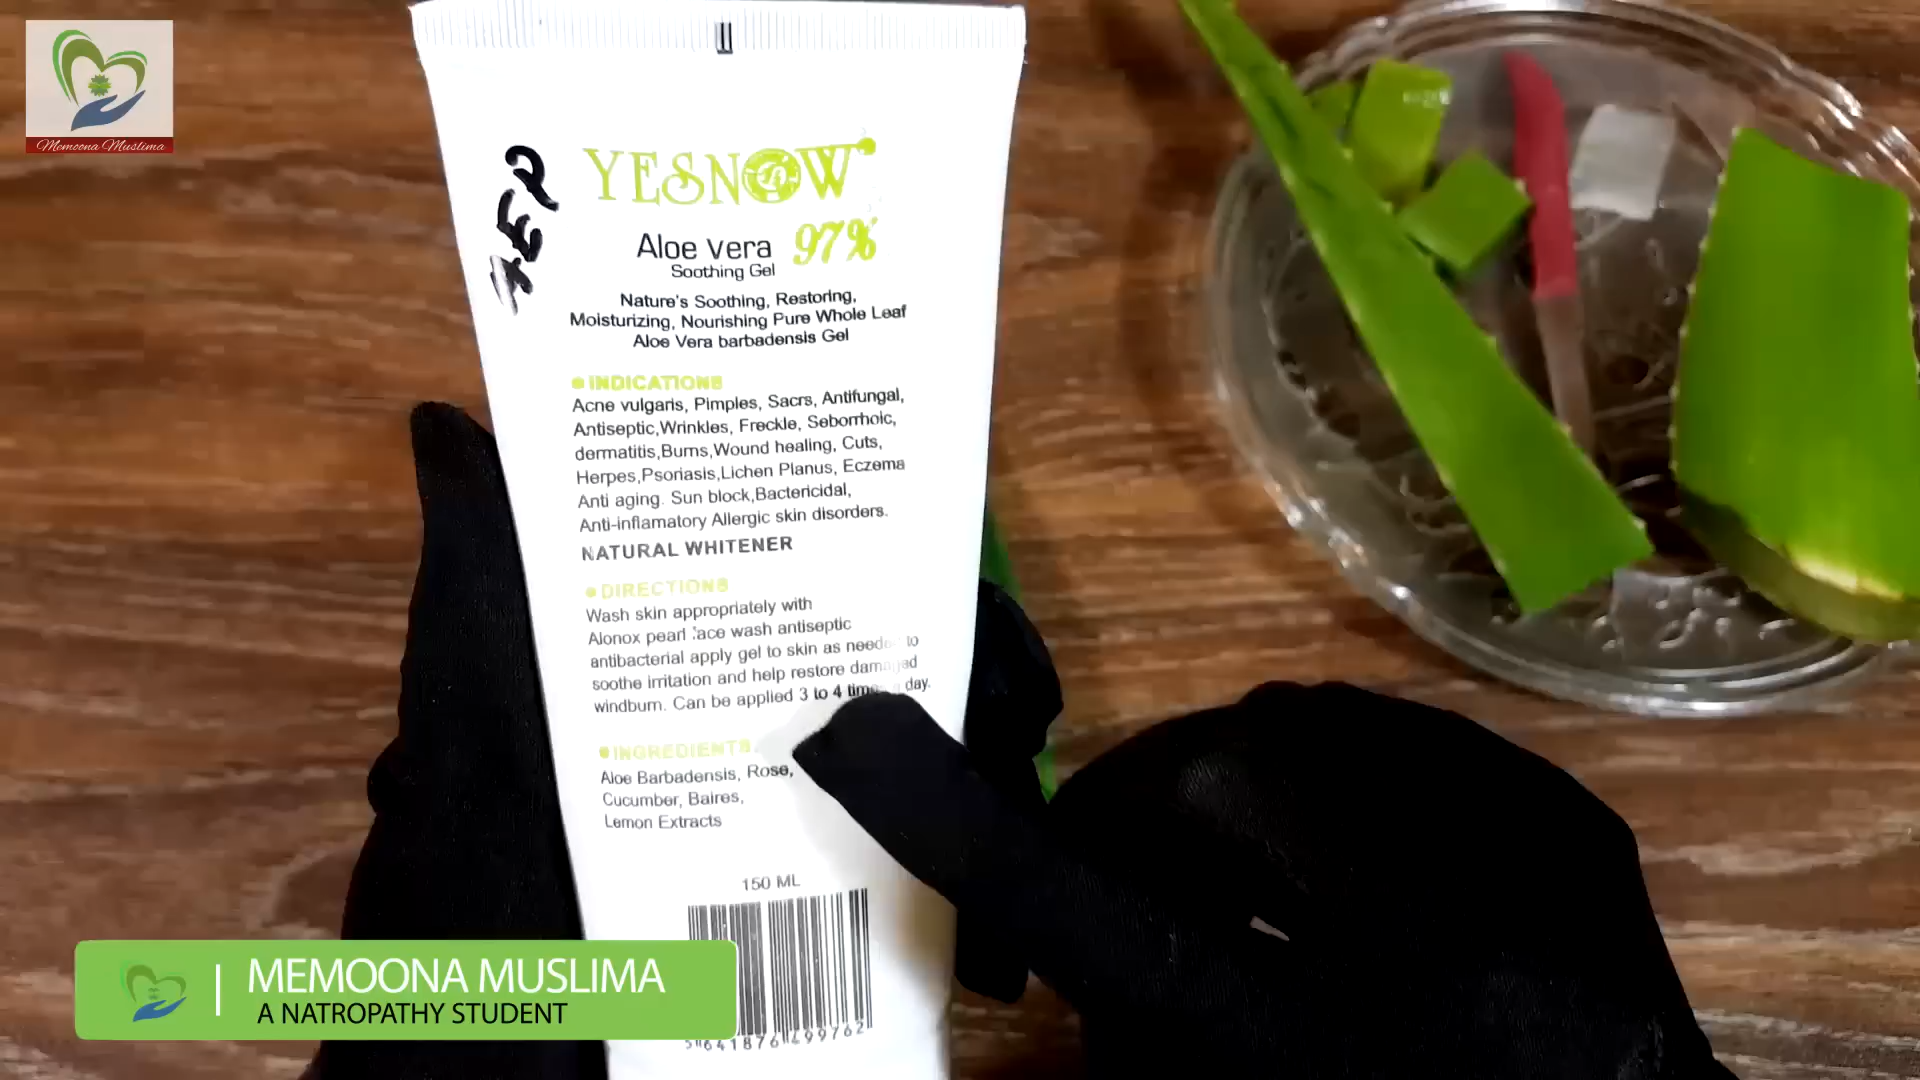 Memoona Muslima
YESNOW
Aloe vera 97%
Soothing Gel
Nature's Soothing, Restoring,
Moisturizing, Nourishing Pure Whole Leaf
Aloe Vera barbadensis Gel
INDICATIONS
Acne vulgaris, Pimples, Sacrs, Antifungal,
Antiseptic,Wrinkles, Freckle, Seborrhoic,
dermatitis,Burns,Wound healing, Cuts,
Herpes,Psoriasis,Lichen Planus, Eczema
Anti aging. Sun block,Bactericidal,
Anti-inflamatory Allergic skin disorders.
NATURAL WHITENER
DIRECTIONS
Wash skin appropriately with
Alonox pearl face wash antiseptic
antibacterial apply gel to skin as needed to
soothe irritation and help restore damaged
windburn. Can be applied 3 to 4 times a day.
INGREDIENTS
Aloe Barbadensis, Rose,
Cucumber, Baires,
Lemon Extracts
150 ML
MEMOONA MUSLIMA
A NATROPATHY STUDENT